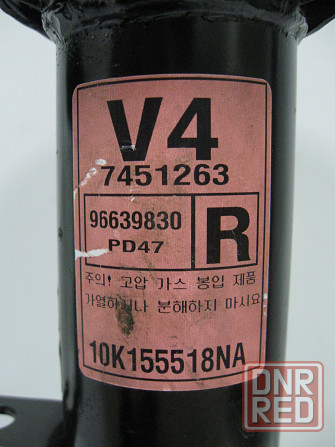 V4
7451263
96639830
PD47
R
주의! 고압 가스 봉입 제품
가열하거나 분해하지 마시요
10K155518NA
DNR
RED